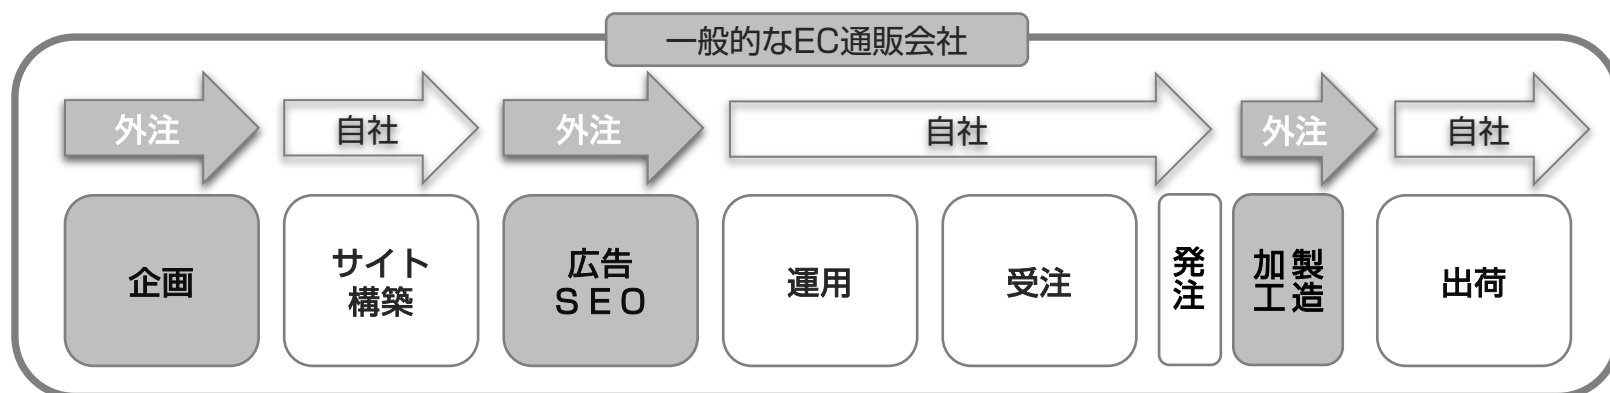 一般的なEC通販会社
外注
自社
外注
自社
外注
自社
企画
サイト
構築
広告
ＳＥＯ
運用
受注
発注
製造
加工
出荷